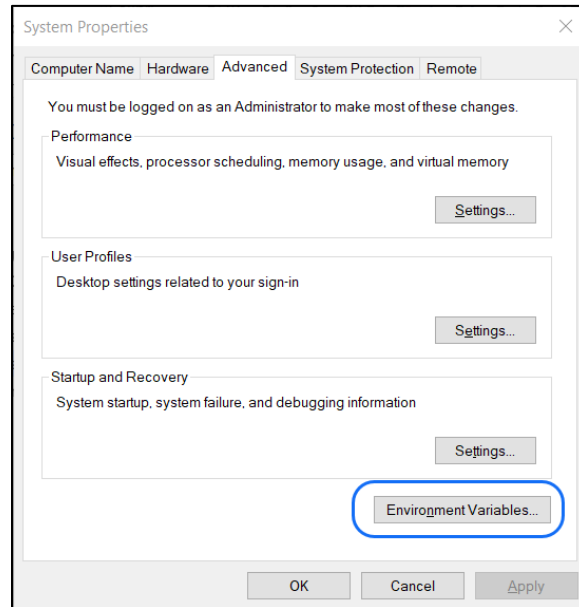 System Properties
Computer Name Hardware Advanced System Protection Remote
You must be logged on as an Administrator to make most of these changes.
Performance
Visual effects, processor scheduling, memory usage, and virtual memory
Settings...
User Profiles
Desktop settings related to your sign-in
Settings...
Startup and Recovery
System startup, system failure, and debugging information
Settings...
Environment Variables...
OK Cancel Apply